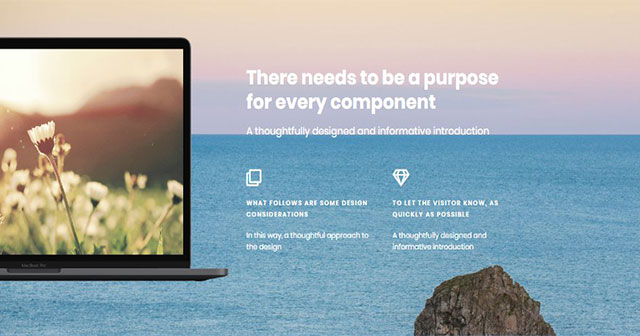 There needs to be a purpose
for every component
A thoughtfully designed and informative introduction
WHAT FOLLOWS ARE SOME DESIGN
CONSIDERATIONS
In this way, a thoughtful approach to
the design
TO LET THE VISITOR KNOW, AS
QUICKLY AS POSSIBLE
A thoughtfully designed and
informative introduction
MacBook Pro